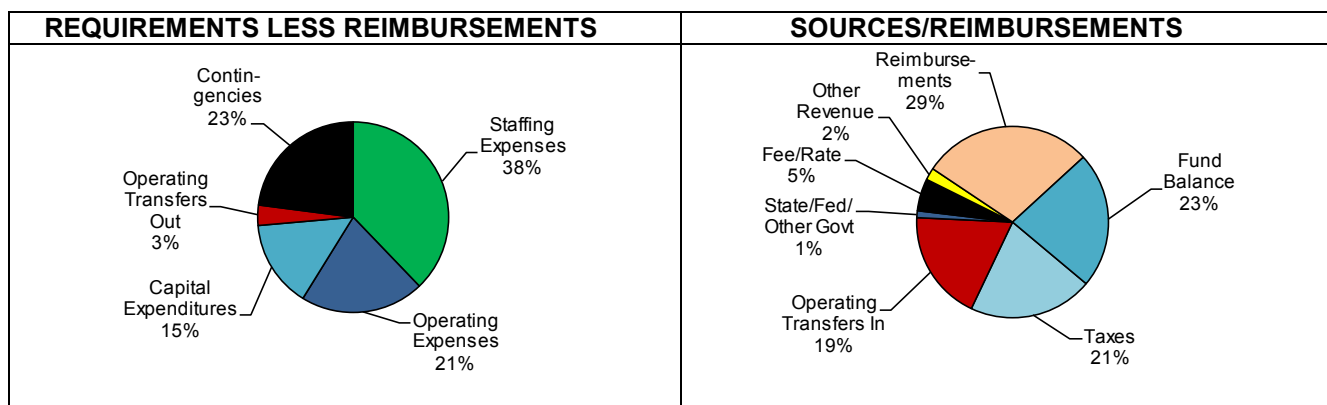 REQUIREMENTS LESS REIMBURSEMENTS
Contin-
gencies
23%
Staffing
Expenses
38%
Operating
Transfers
Out
3%
Capital
Expenditures
15%
Operating
Expenses
21%
SOURCES/REIMBURSEMENTS
Reimburse-
ments
29%
Other
Revenue
2%
Fee/Rate
5%
State/Fed/
Other Govt
1%
Fund
Balance
23%
Operating
Transfers In
19%
Taxes
21%